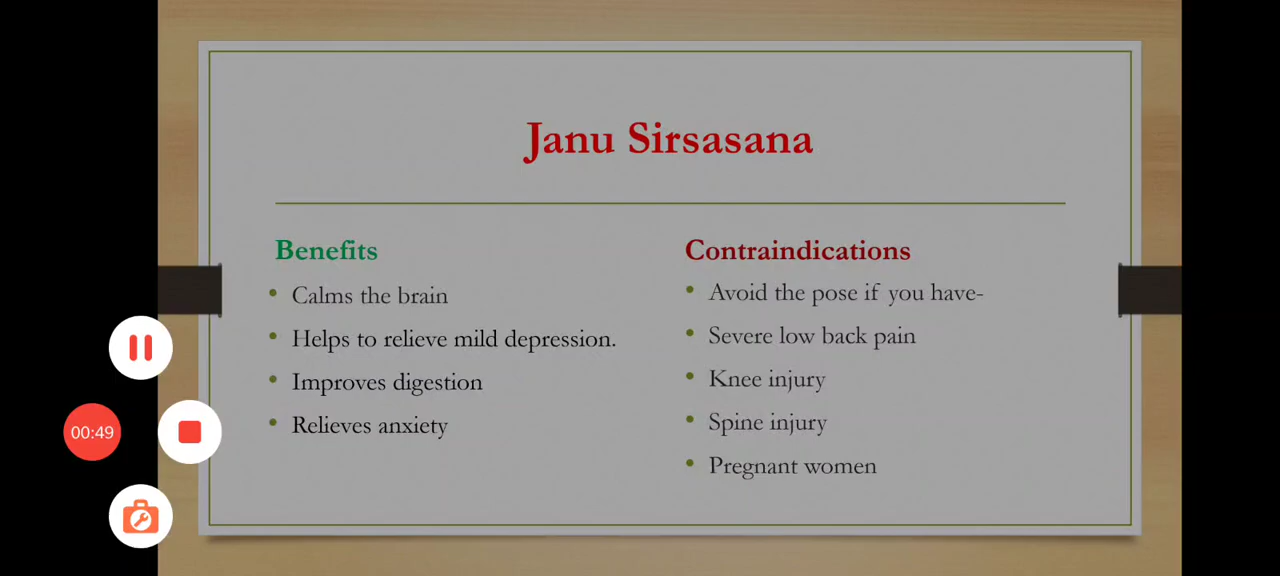 Janu Sirsasana
Benefits
• Calms the brain
• Helps to relieve mild depression.
• Improves digestion
• Relieves anxiety
Contraindications
• Avoid the pose if you have-
• Severe low back pain
• Knee injury
• Spine injury
• Pregnant women
00:49